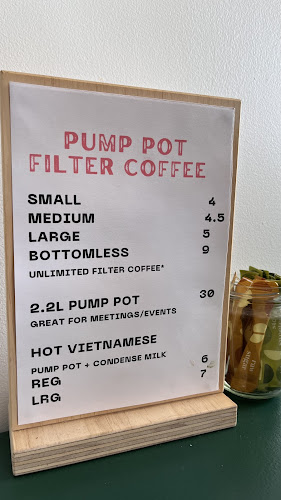 PUMP POT
FILTER COFFEE
SMALL 4
MEDIUM 4.5
LARGE 5
BOTTOMLESS 9
UNLIMITED FILTER COFFEE*
2.2L PUMP POT 30
GREAT FOR MEETINGS/EVENTS
HOT VIETNAMESE
PUMP POT + CONDENSE MILK
REG 6
LRG 7